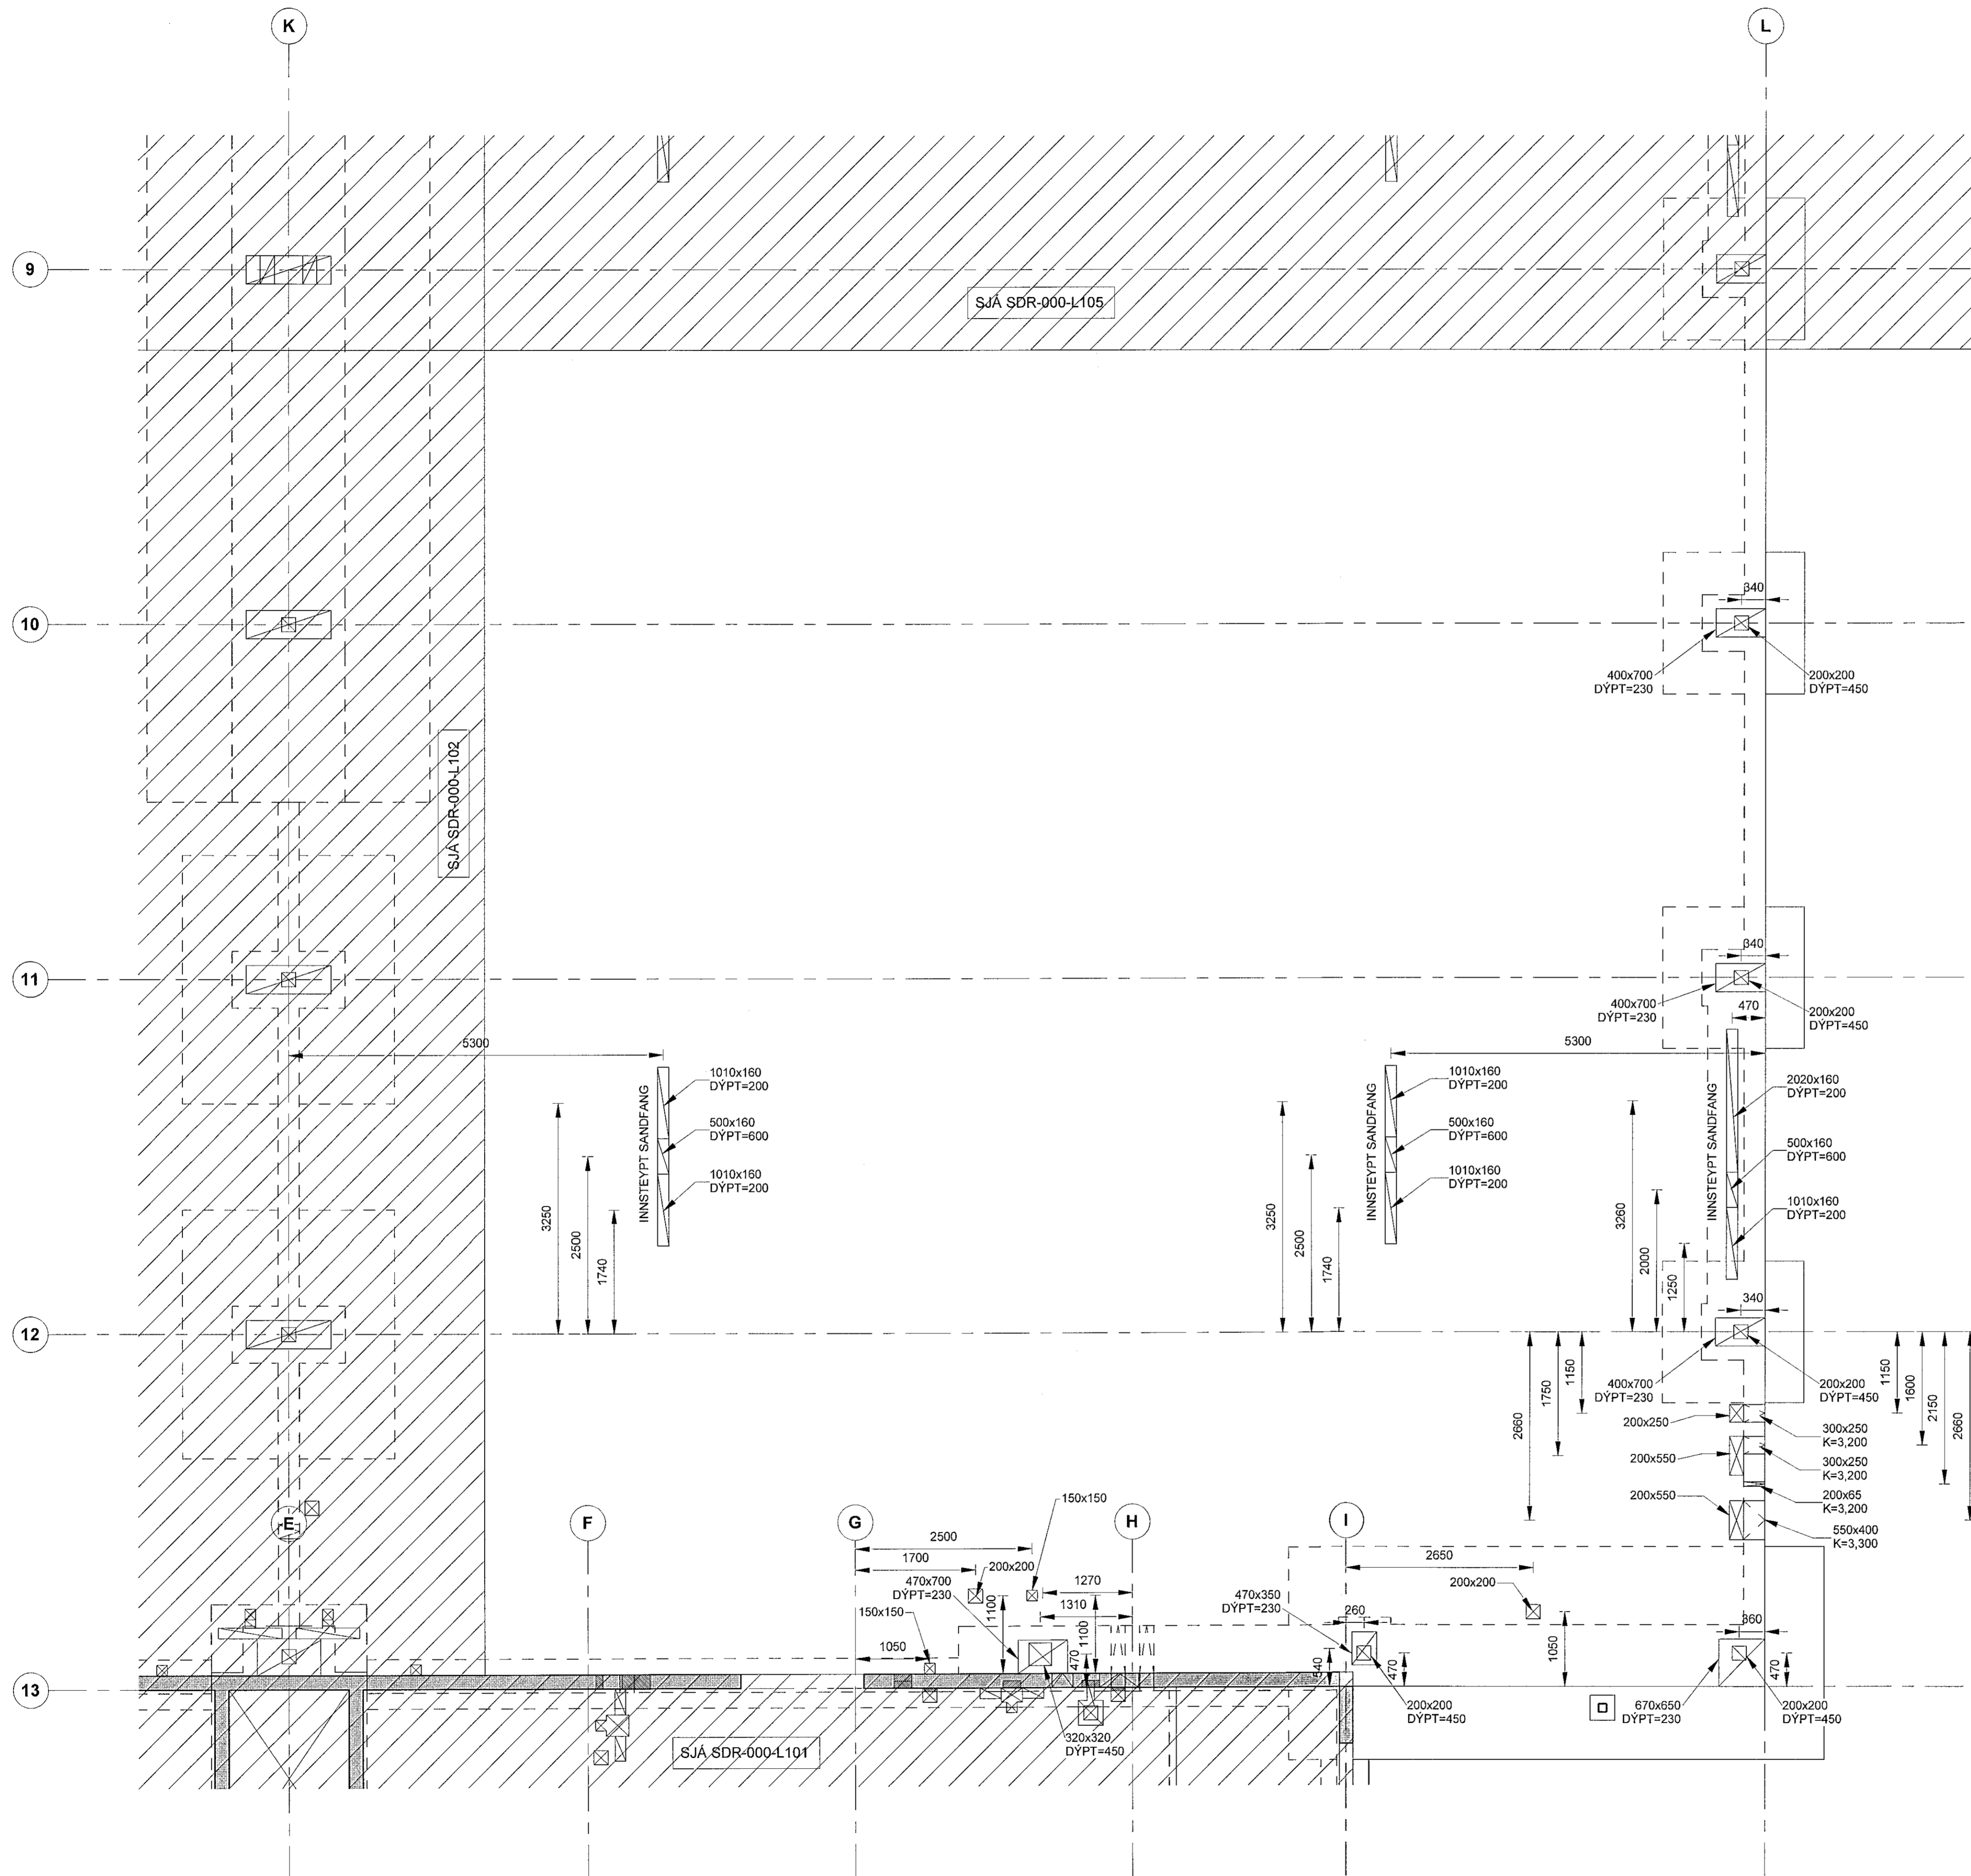 K
L
9
SJÁ SDR-000-L105
10
340
400x700
DÝPT=230
200x200
DÝPT=450
SJÁ SDR-000-L102
11
340
400x700
DÝPT=230
200x200
DÝPT=450
470
5300
5300
INNSTEYPT SANDFANG
1010x160
DÝPT=200
500x160
DÝPT=600
1010x160
DÝPT=200
3250
2500
1740
INNSTEYPT SANDFANG
1010x160
DÝPT=200
500x160
DÝPT=600
1010x160
DÝPT=200
3250
2500
1740
INNSTEYPT SANDFANG
2020x160
DÝPT=200
500x160
DÝPT=600
1010x160
DÝPT=200
3260
2000
1250
12
340
400x700
DÝPT=230
200x200
DÝPT=450
2660
1750
1150
1150
1600
2150
2660
200x250
300x250
K=3,200
200x550
300x250
K=3,200
200x550
200x65
K=3,200
550x400
K=3,300
E
F
G
H
I
150x150
2500
1700
200x200
470x700
DÝPT=230
1270
1310
1100
1100
150x150
1050
470
2650
200x200
470x350
DÝPT=230
260
540
470
1050
360
470
13
200x200
DÝPT=450
670x650
DÝPT=230
200x200
DÝPT=450
320x320
DÝPT=450
SJÁ SDR-000-L101